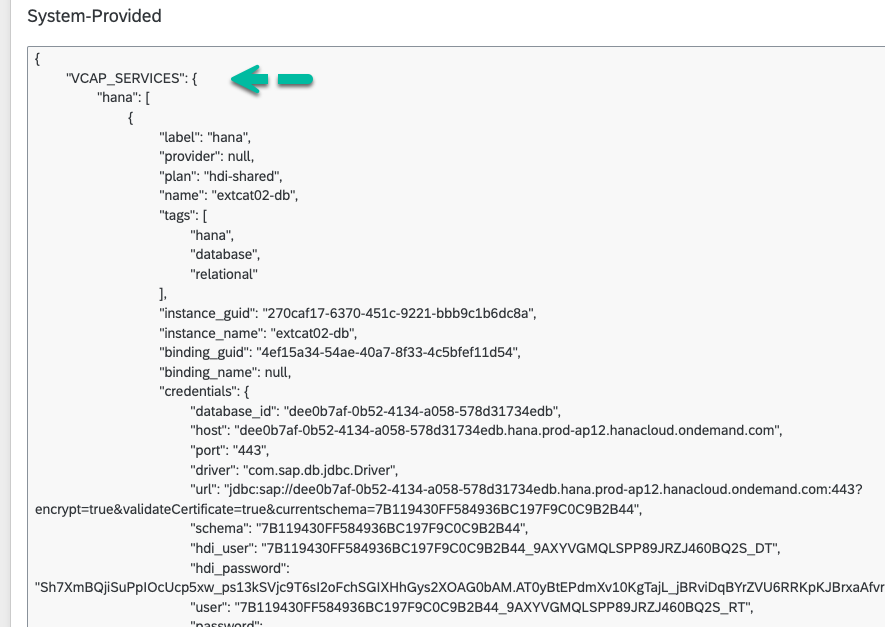 System-Provided
{
"VCAP_SERVICES": {
"hana": [
{
"label": "hana",
"provider": null,
"plan": "hdi-shared",
"name": "extcat02-db",
"tags": [
"hana",
"database",
"relational"
],
"instance_guid": "270caf17-6370-451c-9221-bbb9c1b6dc8a",
"instance_name": "extcat02-db",
"binding_guid": "4ef15a34-54ae-40a7-8f33-4c5bfef11d54",
"binding_name": null,
"credentials": {
"database_id": "dee0b7af-0b52-4134-a058-578d31734edb",
"host": "dee0b7af-0b52-4134-a058-578d31734edb.hana.prod-ap12.hanacloud.ondemand.com",
"port": "443",
"driver": "com.sap.db.jdbc.Driver",
"url": "jdbc:sap://dee0b7af-0b52-4134-a058-578d31734edb.hana.prod-ap12.hanacloud.ondemand.com:443?
encrypt=true&validateCertificate=true&currentschema=7B119430FF584936BC197F9C0C9B2B44",
"schema": "7B119430FF584936BC197F9C0C9B2B44",
"hdi_user": "7B119430FF584936BC197F9C0C9B2B44_9AXYVGMQLSPP89JRZJ460BQ2S_DT",
"hdi_password":
"Sh7XmBQjiSuPpIOcUcp5xw_ps13kSVjc9T6sI2oFchSGIXHhGys2XOAG0bAM.AT0yBtEPdmXv10KgTajL_jBRviDqBYrZVU6RRKpKJBrxaAfvr
"user": "7B119430FF584936BC197F9C0C9B2B44_9AXYVGMQLSPP89JRZJ460BQ2S_RT",
"password":